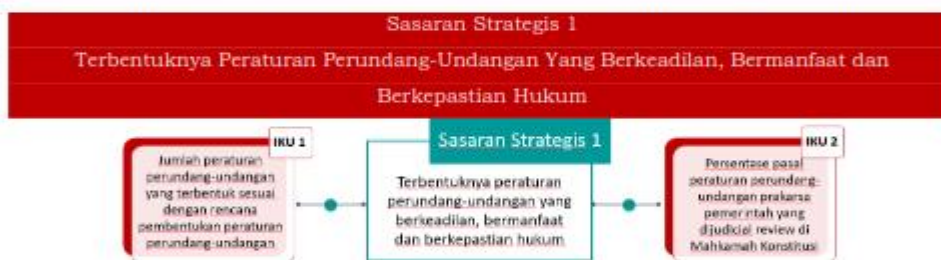 Sasaran Strategis 1
Terbentuknya Peraturan Perundang-Undangan Yang Berkeadilan, Bermanfaat dan
Berkepastian Hukum
IKU 1
Jumlah peraturan
perundang-undangan
yang terbentuk sesuai
dengan rencana
pembentukan peraturan
perundang-undangan
Sasaran Strategis 1
Terbentuknya peraturan
perundang-undangan yang
berkeadilan, bermanfaat
dan berkepastian hukum
IKU 2
Persentase pasal
peraturan perundang-
undangan prakarsa
pemerintah yang
dijudicial review di
Mahkamah Konstitusi